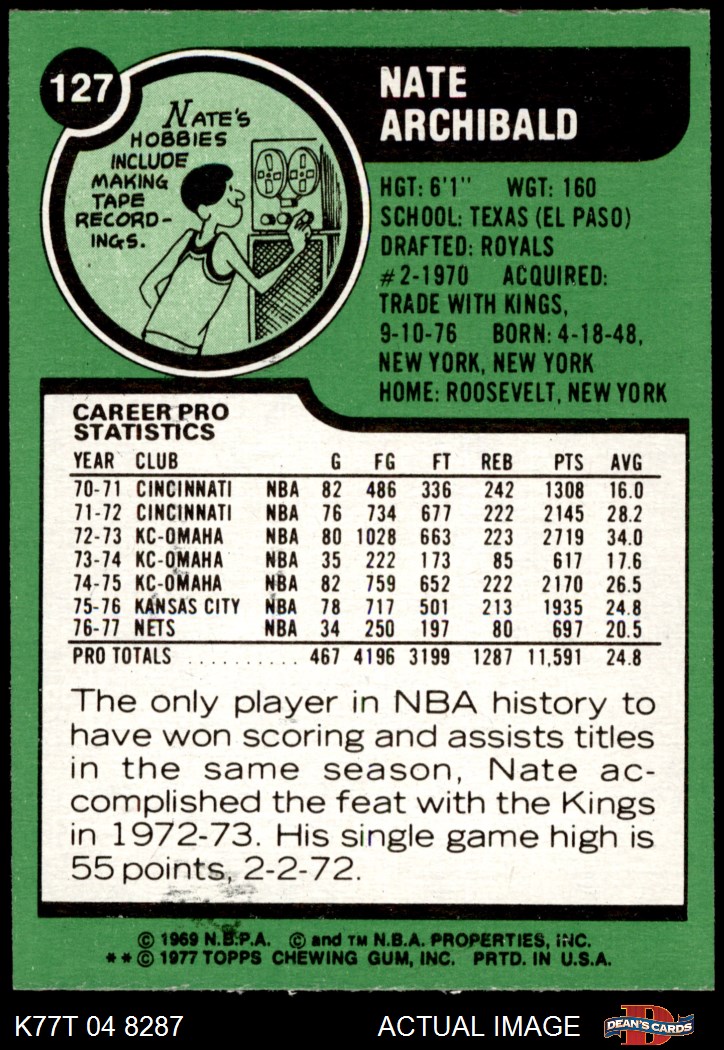 127
NATE'S
HOBBIES
INCLUDE
MAKING
TAPE
RECORD-
INGS.
NATE
ARCHIBALD
HGT: 6'1" WGT: 160
SCHOOL: TEXAS (EL PASO)
DRAFTED: ROYALS
#2-1970 ACQUIRED:
TRADE WITH KINGS,
9-10-76 BORN: 4-18-48,
NEW YORK, NEW YORK
HOME: ROOSEVELT, NEW YORK
CAREER PRO
STATISTICS
YEAR CLUB G FG FT REB PTS AVG
70-71 CINCINNATI NBA 82 486 336 242 1308 16.0
71-72 CINCINNATI NBA 76 734 677 222 2145 28.2
72-73 KC-OMAHA NBA 80 1028 663 223 2719 34.0
73-74 KC-OMAHA NBA 35 222 173 85 617 17.6
74-75 KC-OMAHA NBA 82 759 652 222 2170 26.5
75-76 KANSAS CITY NBA 78 717 501 213 1935 24.8
76-77 NETS NBA 34 250 197 80 697 20.5
PRO TOTALS .......... 467 4196 3199 1287 11,591 24.8
The only player in NBA history to
have won scoring and assists titles
in the same season, Nate ac-
complished the feat with the Kings
in 1972-73. His single game high is
55 points, 2-2-72.
© 1969 N.B.P.A. © and TM N.B.A. PROPERTIES, INC.
**© 1977 TOPPS CHEWING GUM, INC. PRTD. IN U.S.A.
K77T 04 8287 ACTUAL IMAGE D DEAN'S CARDS